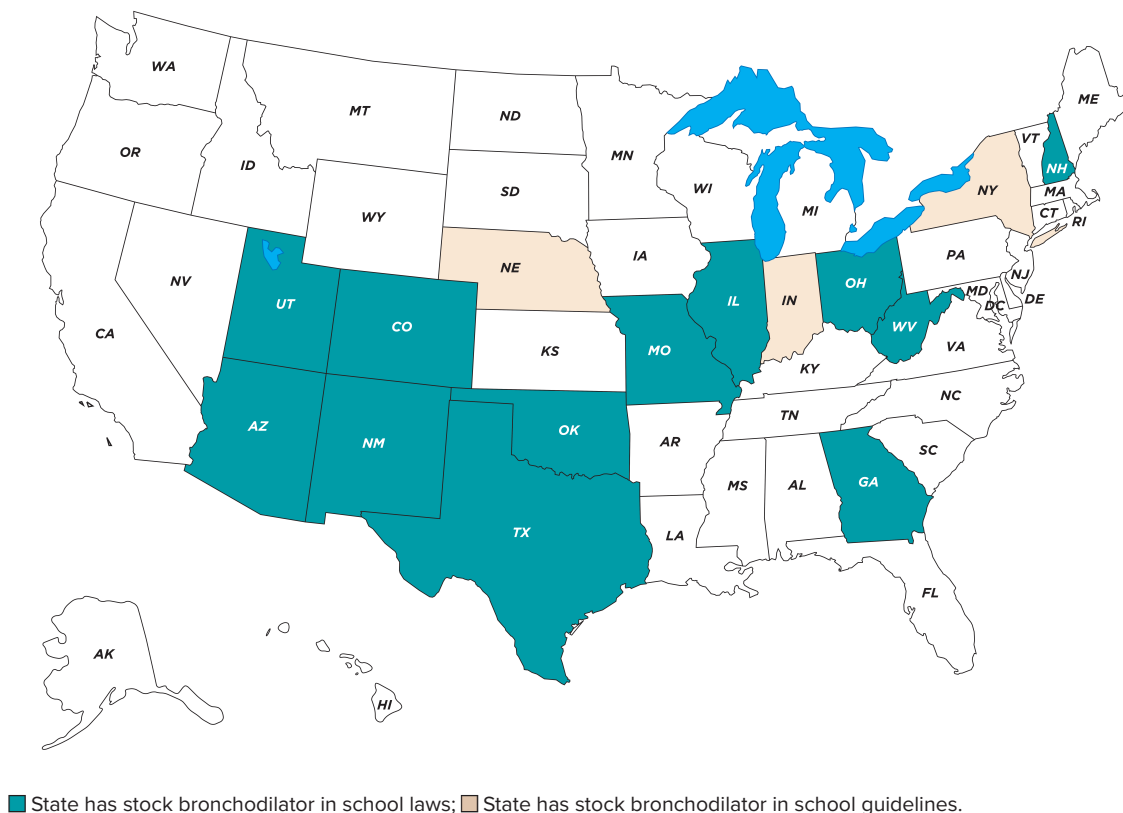 WA
ME
MT
ND
VT
OR
MN
ID
NH
SD
WI
NY
MA
WY
MI
CT
RI
IA
PA
NE
NV
NJ
OH
MD
IL
IN
DE
UT
DC
CO
WV
CA
VA
MO
KS
KY
NC
TN
AZ
OK
NM
AR
SC
MS
AL
GA
TX
LA
FL
AK
HI
State has stock bronchodilator in school laws; State has stock bronchodilator in school guidelines.